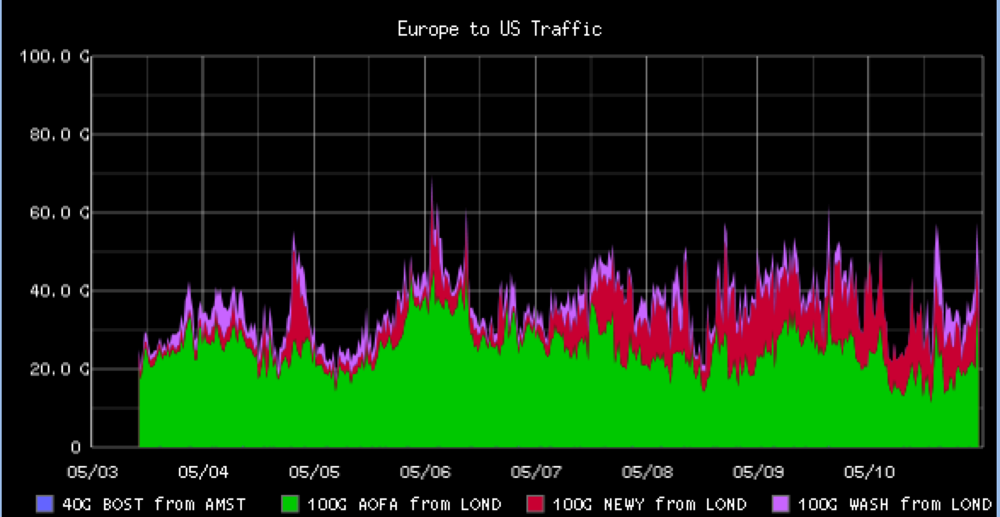 Europe to US Traffic
100.0 G
80.0 G
60.0 G
40.0 G
20.0 G
0
05/03 05/04 05/05 05/06 05/07 05/08 05/09 05/10
40G BOST from AMST 100G AOFA from LOND 100G NEWY from LOND 100G WASH from LOND